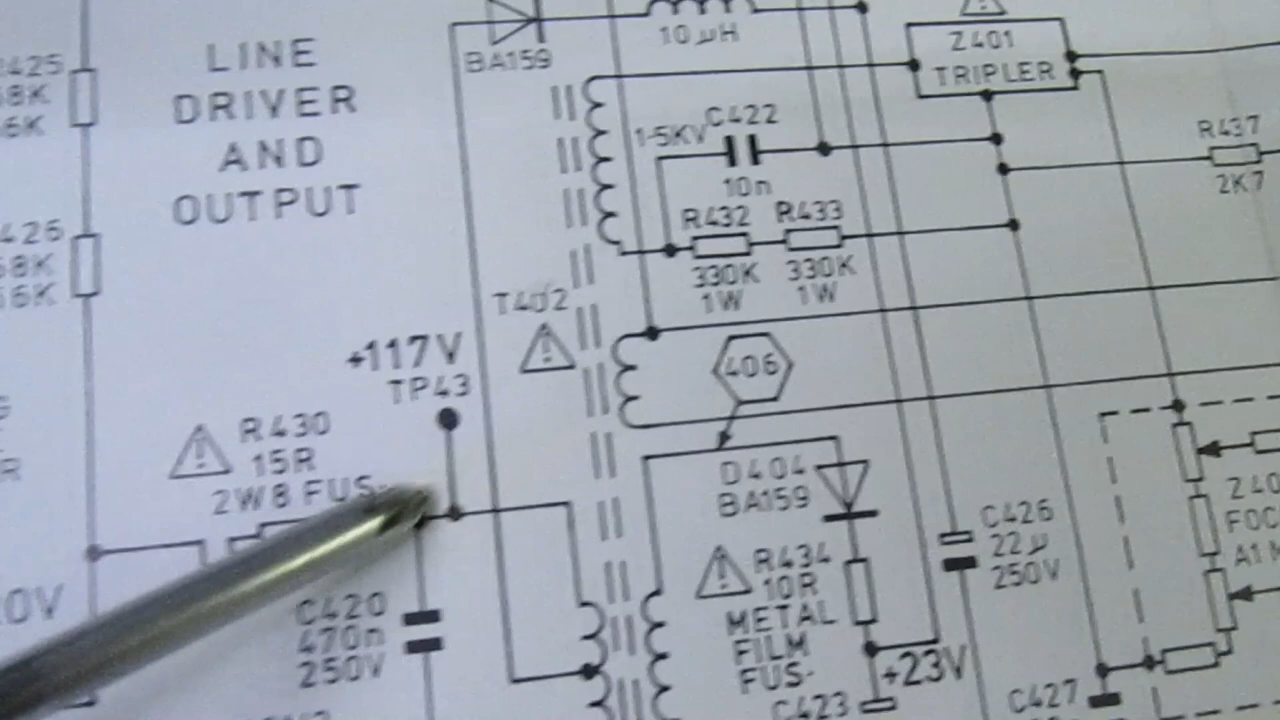 LINE
DRIVER
AND
OUTPUT
BA159
10µH
Z401
TRIPLER
C422
1·5KV
10n
R437
2K7
R432
R433
330K
330K
1W
1W
T402
+117V
TP43
406
R430
15R
2W8 FUS-
D404
BA159
R434
10R
METAL
FILM
FUS-
+23V
C423
C426
22µ
250V
C420
470n
250V
C427